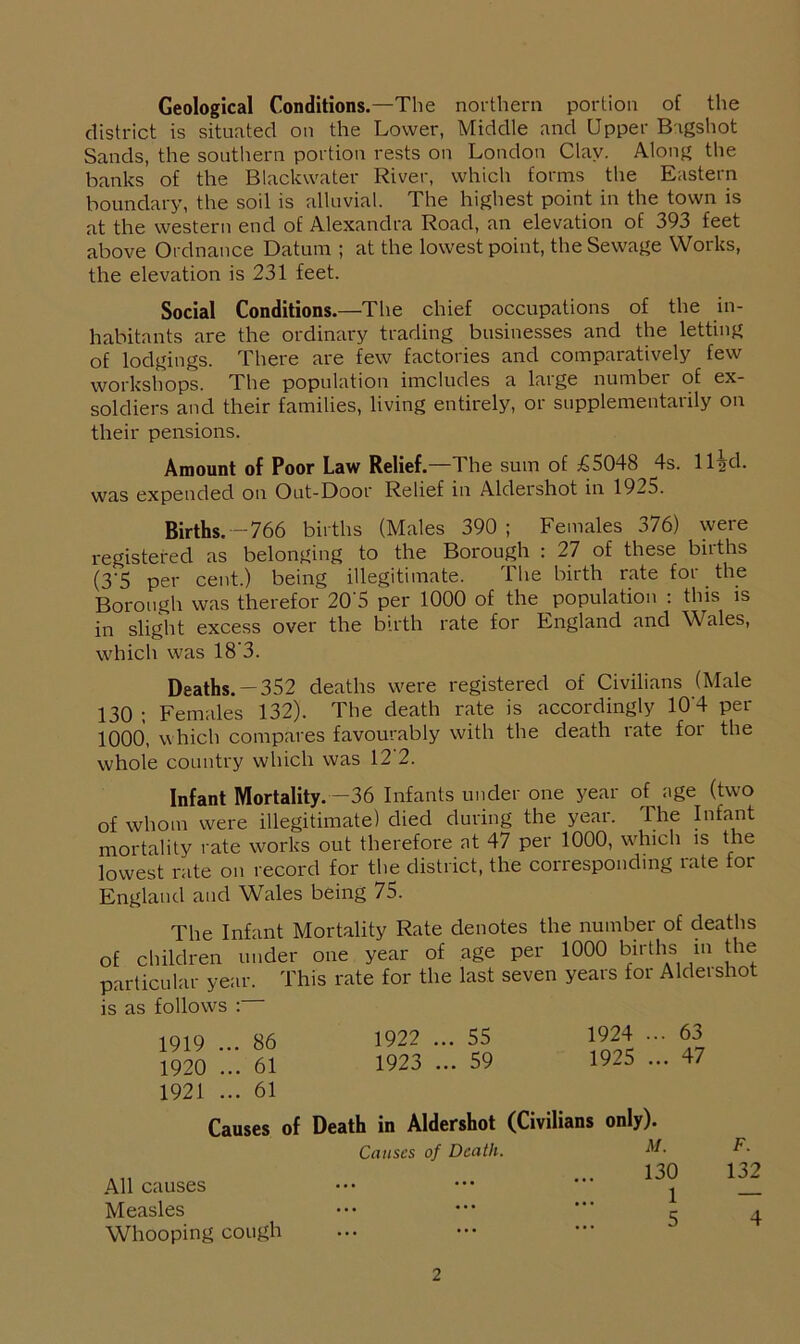 Geological Conditions.—The northern portion of the
district is situated on the Lower, Middle and Upper Bagshot
Sands, the southern portion rests on London Clay. Along the
banks of the Blackwater River, which forms the Eastern
boundary, the soil is alluvial. The highest point in the town is
at the western end of Alexandra Road, an elevation of 393 feet
above Ordnance Datum ; at the lowest point, the Sewage Works,
the elevation is 231 feet.
Social Conditions.—The chief occupations of the in-
habitants are the ordinary trading businesses and the letting
of lodgings. There are few factories and comparatively few
workshops. The population imcludes a large number of ex-
soldiers and their families, living entirely, or supplementarily on
their pensions.
Amount of Poor Law Relief.—The sum of £5048 4s. 11½d.
was expended on Out-Door Relief in Aldershot in 1925.
Births.—766 births (Males 390 ; Females 376) were
registered as belonging to the Borough : 27 of these births
(3·5 per cent.) being illegitimate. The birth rate for the
Borough was therefor 20·5 per 1000 of the population : this is
in slight excess over the birth rate for England and Wales,
which was 18·3.
Deaths.—352 deaths were registered of Civilians (Male
130 ; Females 132). The death rate is accordingly 10·4 per
1000, which compares favourably with the death rate for the
whole country which was 12·2.
Infant Mortality.—36 Infants under one year of age (two
of whom were illegitimate) died during the year. The Infant
mortality rate works out therefore at 47 per 1000, which is the
lowest rate on record for the district, the corresponding rate for
England and Wales being 75.
The Infant Mortality Rate denotes the number of deaths
of children under one year of age per 1000 births in the
particular year. This rate for the last seven years for Aldershot
is as follows :—
1919 ... 86 1922 ... 55 1924 ... 63
1920 ... 61 1923 ... 59 1925 ... 47
1921 ... 61
Causes of Death in Aldershot (Civilians only).
Causes of Death. M. F.
All causes ... ... ... 130 132
Measles ... ... ... 1 —
Whooping cough ... ... ... 5 4
2